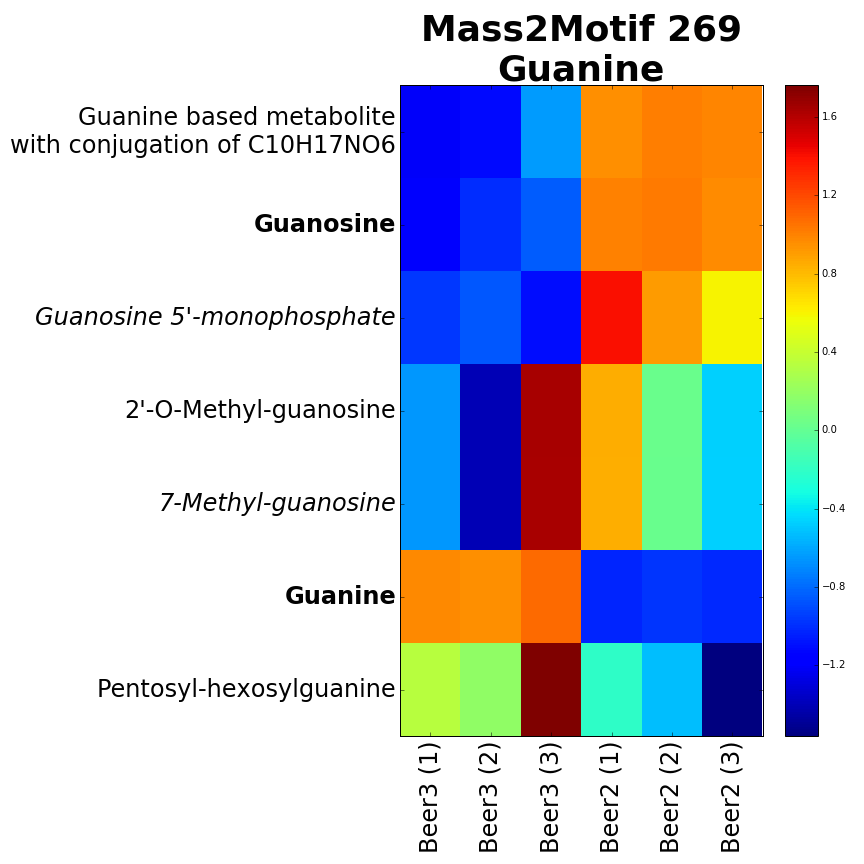 Mass2Motif 269
Guanine
Guanine based metabolite
with conjugation of C10H17NO6
Guanosine
Guanosine 5'-monophosphate
2'-O-Methyl-guanosine
7-Methyl-guanosine
Guanine
Pentosyl-hexosylguanine
Beer3 (1)
Beer3 (2)
Beer3 (3)
Beer2 (1)
Beer2 (2)
Beer2 (3)
1.6
1.2
0.8
0.4
0.0
−0.4
−0.8
−1.2